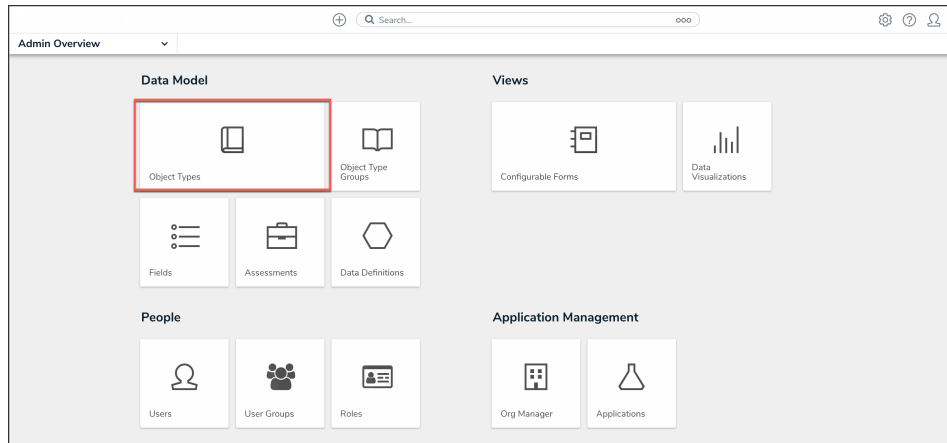 Search...
Admin Overview
Data Model
Object Types
Object Type
Groups
Fields
Assessments
Data Definitions
Views
Configurable Forms
Data
Visualizations
People
Users
User Groups
Roles
Application Management
Org Manager
Applications